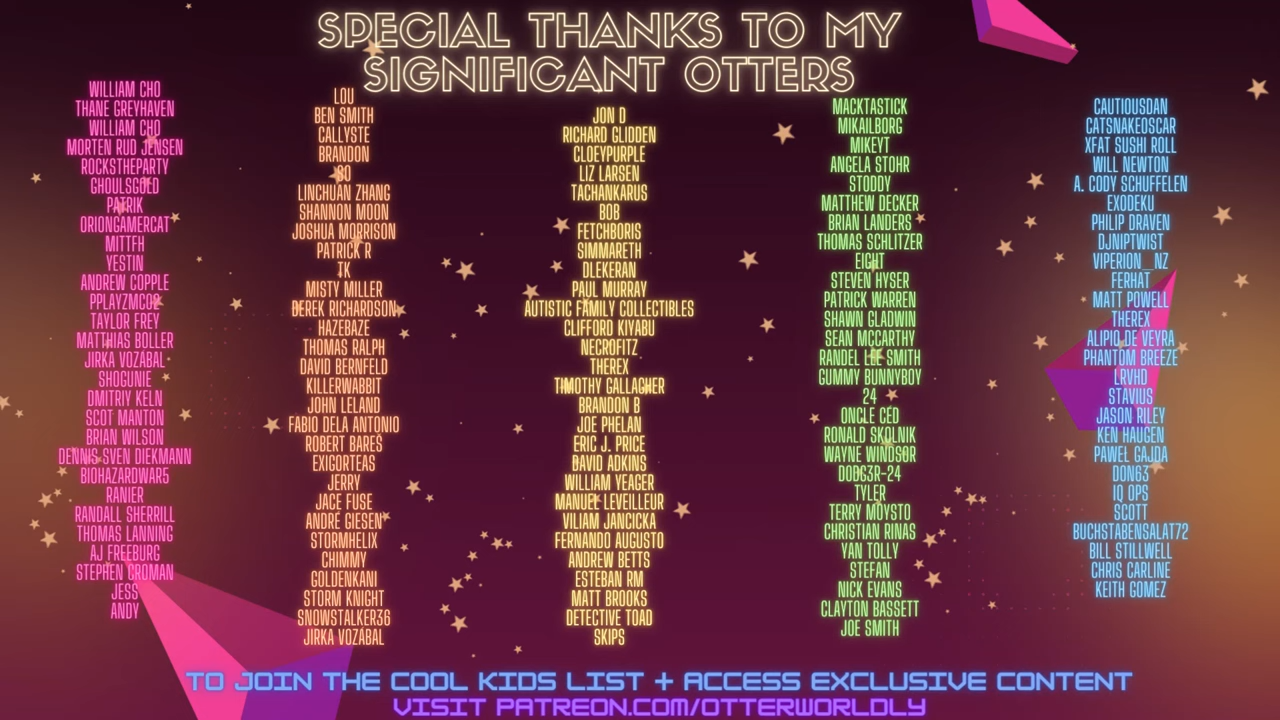 SPECIAL THANKS TO MY
SIGNIFICANT OTTERS
WILLIAM CHO
THANE GREYHAVEN
WILLIAM CHO
MORTEN RUD JENSEN
ROCKSTHEPARTY
GHOULSGOLD
PATRIK
ORIONGAMERCAT
MITTFH
YESTIN
ANDREW COPPLE
PPLAYZMC02
TAYLOR FREY
MATTHIAS BOLLER
JIRKA VOZÁBAL
SHOGUNIE
DMITRIY KELN
SCOT MANTON
BRIAN WILSON
DENNIS SVEN DIEKMANN
BIOHAZARDWAR5
RANIER
RANDALL SHERRILL
THOMAS LANNING
AJ FREEBURG
STEPHEN CROMAN
JESS
ANDY
LOU
BEN SMITH
CALLYSTE
BRANDON
LINCHUAN ZHANG
SHANNON MOON
JOSHUA MORRISON
PATRICK R
TK
MISTY MILLER
DEREK RICHARDSON
HAZEBAZE
THOMAS RALPH
DAVID BERNFELD
KILLERWABBIT
JOHN LELAND
FABIO DELA ANTONIO
ROBERT BAREŠ
EXIGORTEAS
JERRY
JACE FUSE
ANDRÉ GIESEN
STORMHELIX
CHIMMY
GOLDENKANI
STORM KNIGHT
SNOWSTALKER36
JIRKA VOZÁBAL
JON D
RICHARD GLIDDEN
CLOEYPURPLE
LIZ LARSEN
TACHANKARUS
BOB
FETCHBORIS
SIMMARETH
DLEKERAN
PAUL MURRAY
AUTISTIC FAMILY COLLECTIBLES
CLIFFORD KIYABU
NECROFITZ
THEREX
TIMOTHY GALLAGHER
BRANDON B
JOE PHELAN
ERIC J. PRICE
DAVID ADKINS
WILLIAM YEAGER
MANUEL LEVEILLEUR
VILIAM JANCICKA
FERNANDO AUGUSTO
ANDREW BETTS
ESTEBAN RM
MATT BROOKS
DETECTIVE TOAD
SKIPS
MACKTASTICK
MIKAILBORG
MIKEYT
ANGELA STOHR
STODDY
MATTHEW DECKER
BRIAN LANDERS
THOMAS SCHLITZER
EIGHT
STEVEN HYSER
PATRICK WARREN
SHAWN GLADWIN
SEAN MCCARTHY
RANDEL LEE SMITH
GUMMY BUNNYBOY
24
ONCLE CÉD
RONALD SKOLNIK
WAYNE WINDSOR
DODG3R-24
TYLER
TERRY MOYSTO
CHRISTIAN RINAS
YAN TOLLY
STEFAN
NICK EVANS
CLAYTON BASSETT
JOE SMITH
CAUTIOUSDAN
CATSNAKEOSCAR
XFAT SUSHI ROLL
WILL NEWTON
A. CODY SCHUFFELEN
EXODEKU
PHILIP DRAVEN
DJNIPTWIST
VIPERION__NZ
FERHAT
MATT POWELL
THEREX
ALIPIO DE VEYRA
PHANTOM BREEZE
LRVHD
STAVIUS
JASON RILEY
KEN HAUGEN
PAWEL GAJDA
DON63
IQ OPS
SCOTT
BUCHSTABENSALAT72
BILL STILLWELL
CHRIS CARLINE
KEITH GOMEZ
TO JOIN THE COOL KIDS LIST + ACCESS EXCLUSIVE CONTENT
VISIT PATREON.COM/OTTERWORLDLY